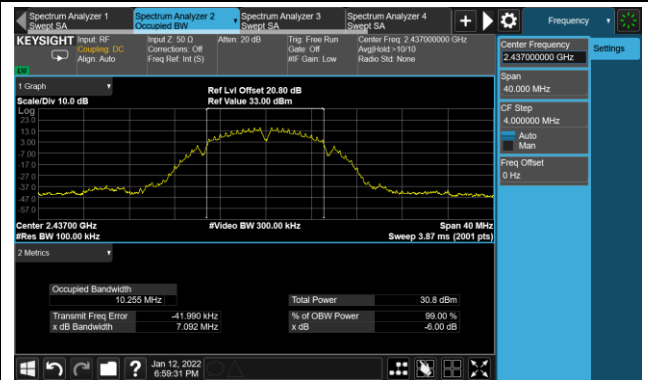 Spectrum Analyzer 1
Swept SA
Spectrum Analyzer 2
Occupied BW
Spectrum Analyzer 3
Swept SA
Spectrum Analyzer 4
Swept SA
Frequency
KEYSIGHT
Input: RF
Coupling: DC
Align: Auto
Input Z: 50 Ω
Corrections: Off
Freq Ref: Int (S)
Atten: 20 dB
Trig: Free Run
Gate: Off
#IF Gain: Low
Center Freq: 2.437000000 GHz
Avg|Hold:>10/10
Radio Std: None
Center Frequency
2.437000000 GHz
Settings
Span
40.000 MHz
CF Step
4.000000 MHz
Auto
Man
Freq Offset
0 Hz
1 Graph
Scale/Div 10.0 dB
Ref Lvl Offset 20.80 dB
Ref Value 33.00 dBm
Log
23.0
13.0
3.00
-7.00
-17.0
-27.0
-37.0
-47.0
-57.0
Center 2.43700 GHz
#Res BW 100.00 kHz
#Video BW 300.00 kHz
Span 40 MHz
Sweep 3.87 ms (2001 pts)
2 Metrics
Occupied Bandwidth
10.255 MHz
Total Power 30.8 dBm
Transmit Freq Error -41.990 kHz
% of OBW Power 99.00 %
x dB Bandwidth 7.092 MHz
x dB -6.00 dB
?
Jan 12, 2022
6:59:31 PM